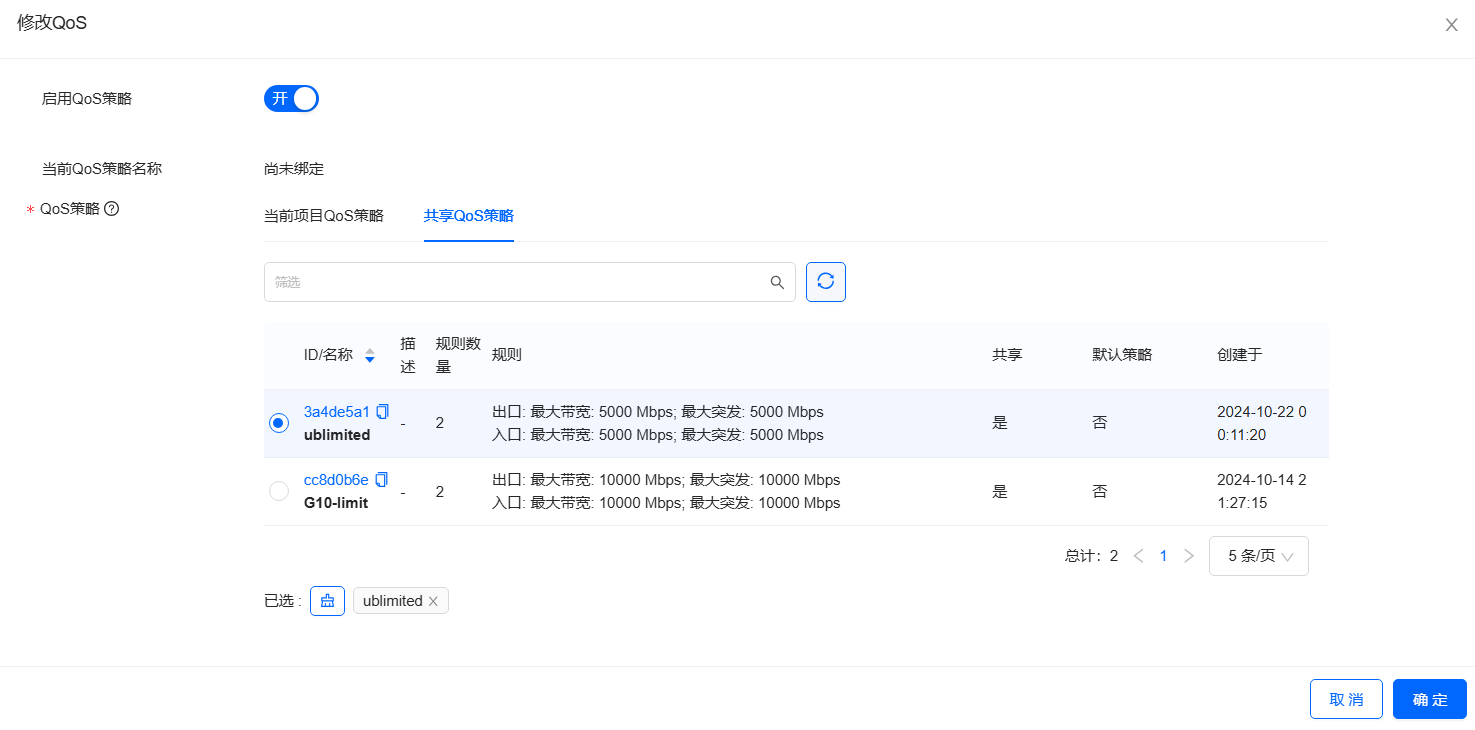 修改QoS
启用QoS策略
开
当前QoS策略名称
尚未绑定
* QoS策略
当前项目QoS策略 共享QoS策略
筛选
ID/名称 描述 规则数量 规则 共享 默认策略 创建于
3a4de5a1
ublimited
-
2
出口: 最大带宽: 5000 Mbps; 最大突发: 5000 Mbps
入口: 最大带宽: 5000 Mbps; 最大突发: 5000 Mbps
是
否
2024-10-22 0
0:11:20
cc8d0b6e
G10-limit
-
2
出口: 最大带宽: 10000 Mbps; 最大突发: 10000 Mbps
入口: 最大带宽: 10000 Mbps; 最大突发: 10000 Mbps
是
否
2024-10-14 2
1:27:15
总计：2 < 1 > 5 条/页
已选 : ublimited
取 消 确 定